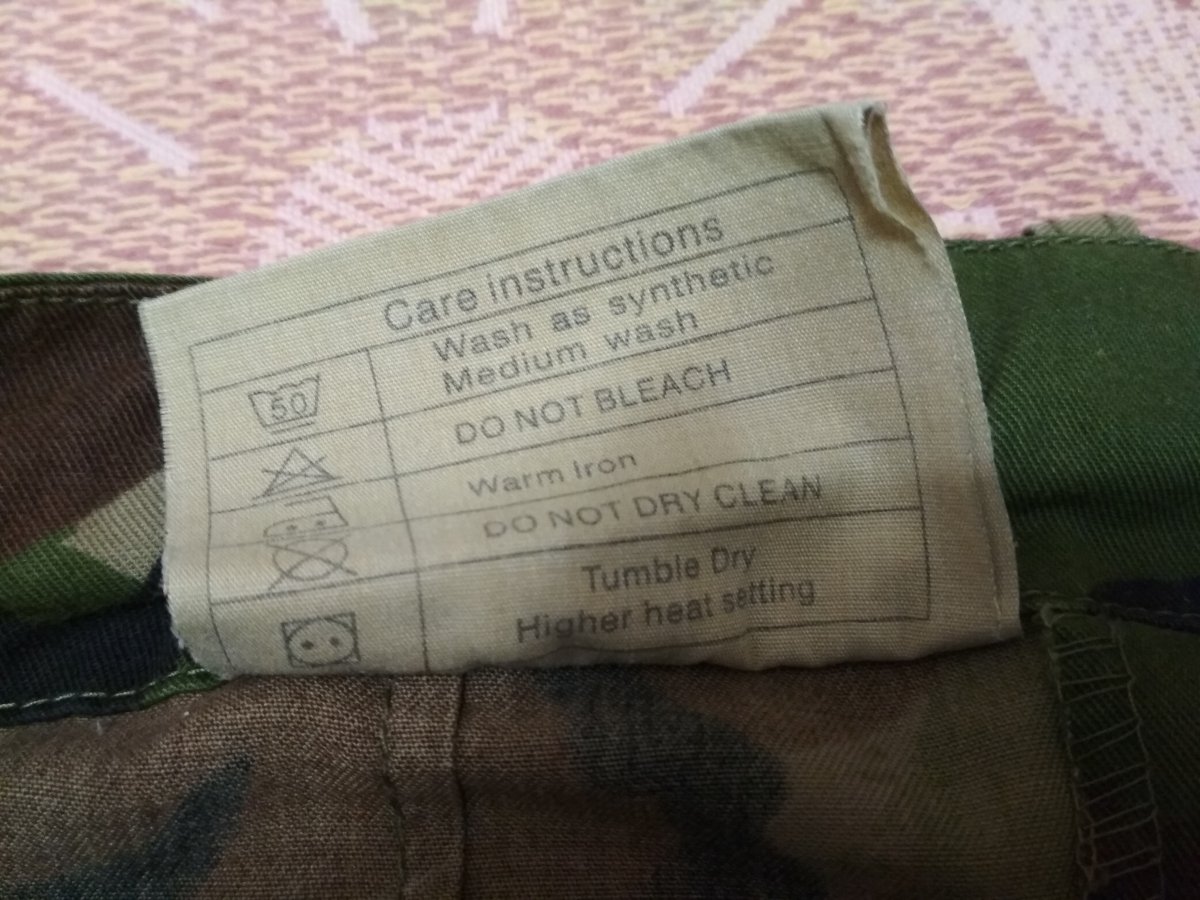 Care instructions
Wash as synthetic
50 Medium wash
DO NOT BLEACH
Warm Iron
DO NOT DRY CLEAN
Tumble Dry
Higher heat setting